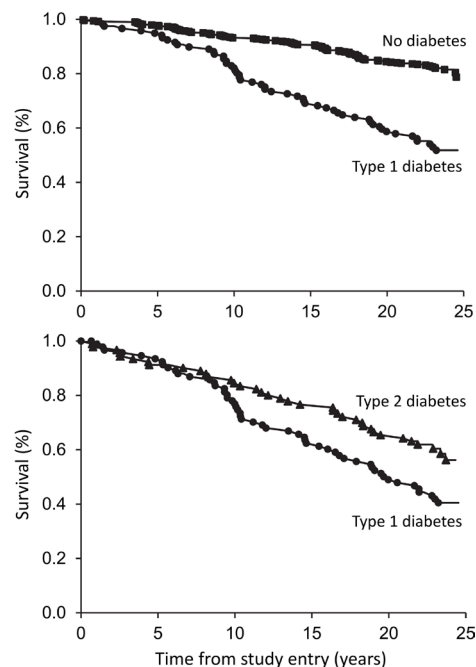 1.0
0.8
0.6
0.4
0.2
0.0
Survival (%)
No diabetes
Type 1 diabetes
0 5 10 15 20 25
1.0
0.8
0.6
0.4
0.2
0.0
Survival (%)
Type 2 diabetes
Type 1 diabetes
0 5 10 15 20 25
Time from study entry (years)